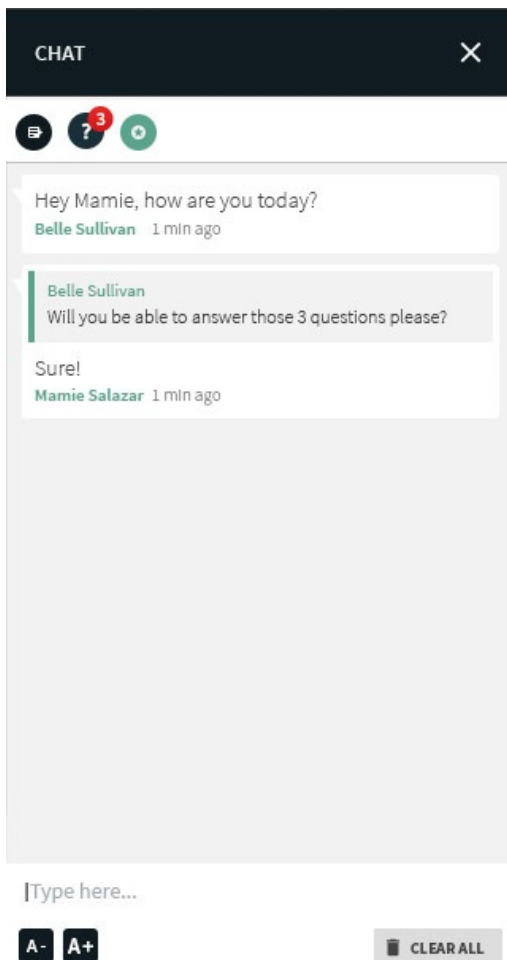 CHAT
? 3
Hey Mamie, how are you today?
Belle Sullivan 1 min ago
Belle Sullivan
Will you be able to answer those 3 questions please?
Sure!
Mamie Salazar 1 min ago
Type here...
A- A+ CLEAR ALL